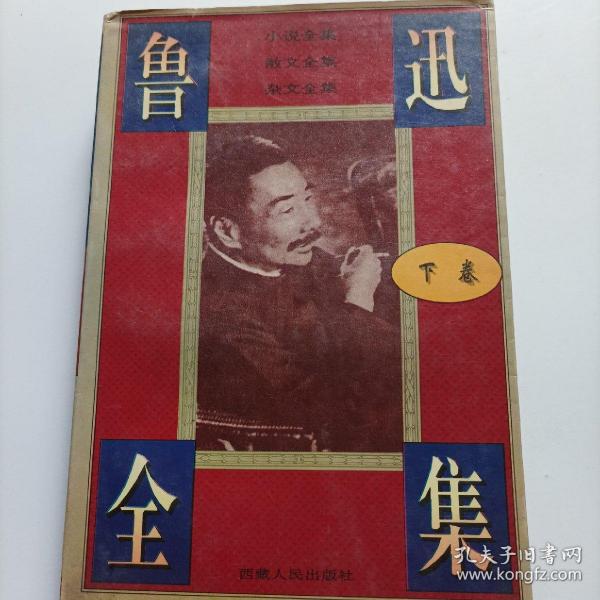 鲁迅
小说全集
散文全集
杂文全集
下卷
全集
西藏人民出版社
孔夫子旧书网
www.kongfz.com